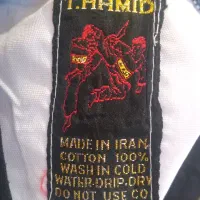 T.HAMID
MADE IN IRAN
COTTON 100%
WASH IN COLD
WATER-DRIP-DRY
DO NOT USE CO